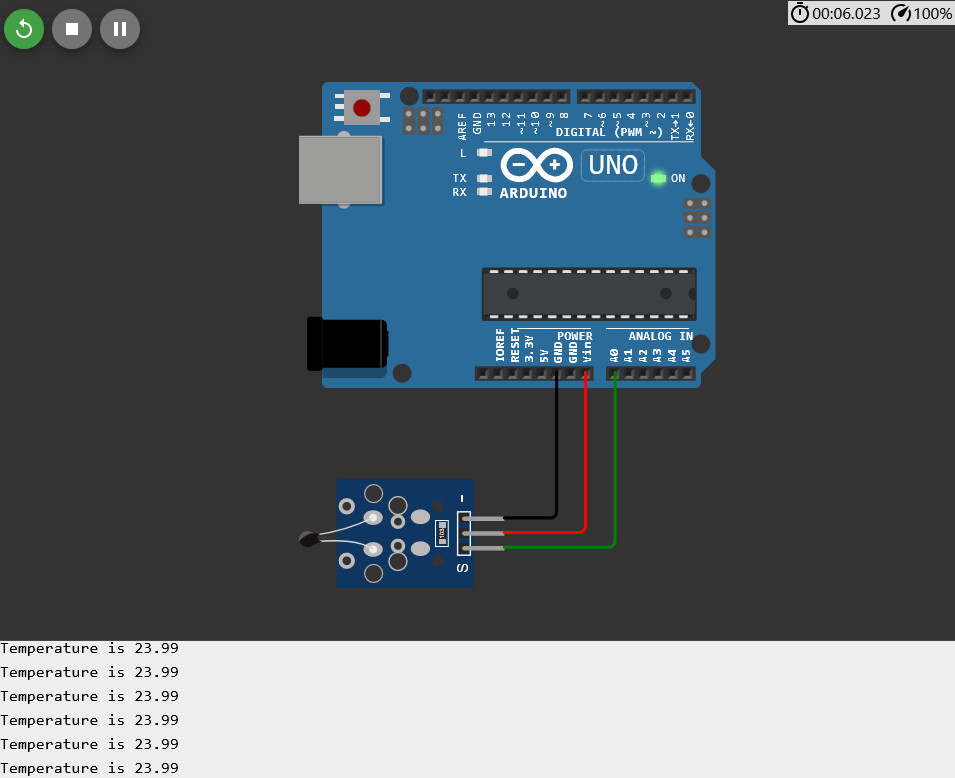 00:06.023 100%
AREF GND 13 12 ~11 ~10 ~9 8 7 ~6 ~5 4 ~3 2 TX→1 RX←0
DIGITAL (PWM ~)
L
TX
RX
UNO
ON
ARDUINO
POWER ANALOG IN
IOREF RESET 3.3V 5V GND GND Vin A0 A1 A2 A3 A4 A5
-
103
S
Temperature is 23.99
Temperature is 23.99
Temperature is 23.99
Temperature is 23.99
Temperature is 23.99
Temperature is 23.99